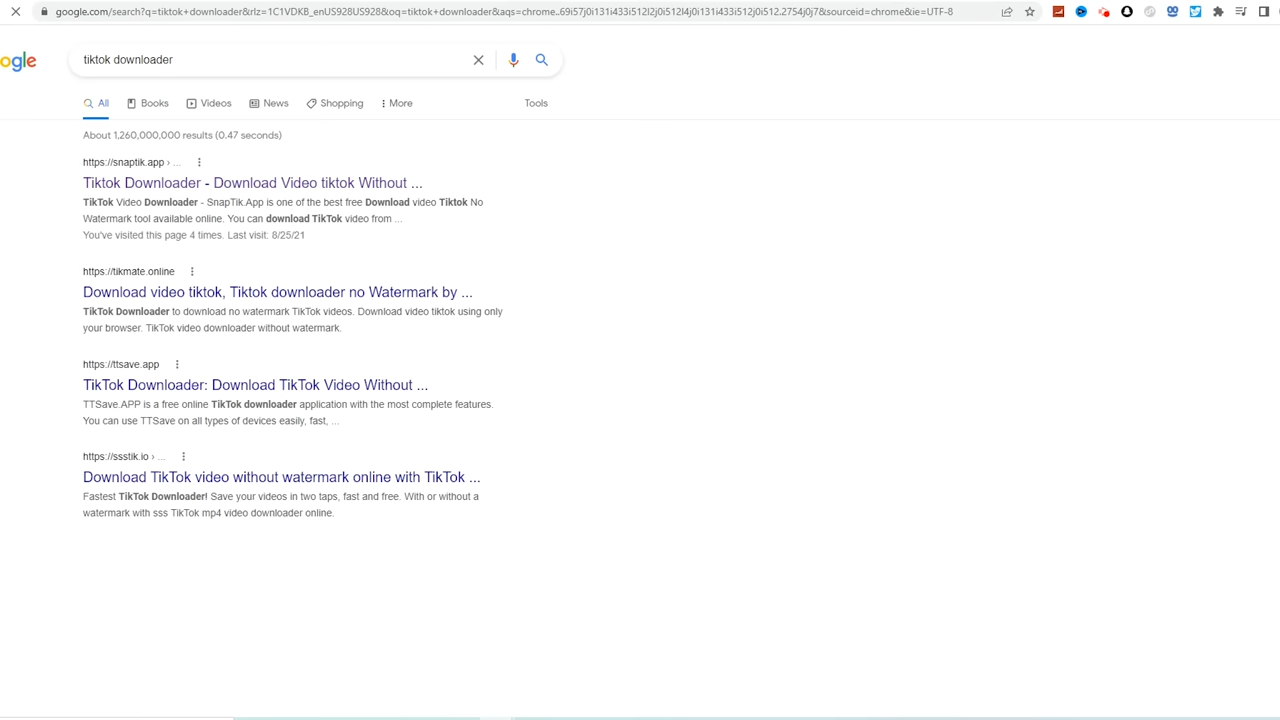 google.com/search?q=tiktok+downloader&rlz=1C1VDKB_enUS928US928&oq=tiktok+downloader&aqs=chrome..69i57j0i131i433i512l2j0i512l4j0i131i433i512j0i512.2754j0j7&sourceid=chrome&ie=UTF-8
ogle
tiktok downloader
All Books Videos News Shopping More Tools
About 1,260,000,000 results (0.47 seconds)
https://snaptik.app › ...
Tiktok Downloader - Download Video tiktok Without ...
TikTok Video Downloader - SnapTik.App is one of the best free Download video Tiktok No
Watermark tool available online. You can download TikTok video from ...
You've visited this page 4 times. Last visit: 8/25/21
https://tikmate.online
Download video tiktok, Tiktok downloader no Watermark by ...
TikTok Downloader to download no watermark TikTok videos. Download video tiktok using only
your browser. TikTok video downloader without watermark.
https://ttsave.app
TikTok Downloader: Download TikTok Video Without ...
TTSave.APP is a free online TikTok downloader application with the most complete features.
You can use TTSave on all types of devices easily, fast, ...
https://ssstik.io › ...
Download TikTok video without watermark online with TikTok ...
Fastest TikTok Downloader! Save your videos in two taps, fast and free. With or without a
watermark with sss TikTok mp4 video downloader online.